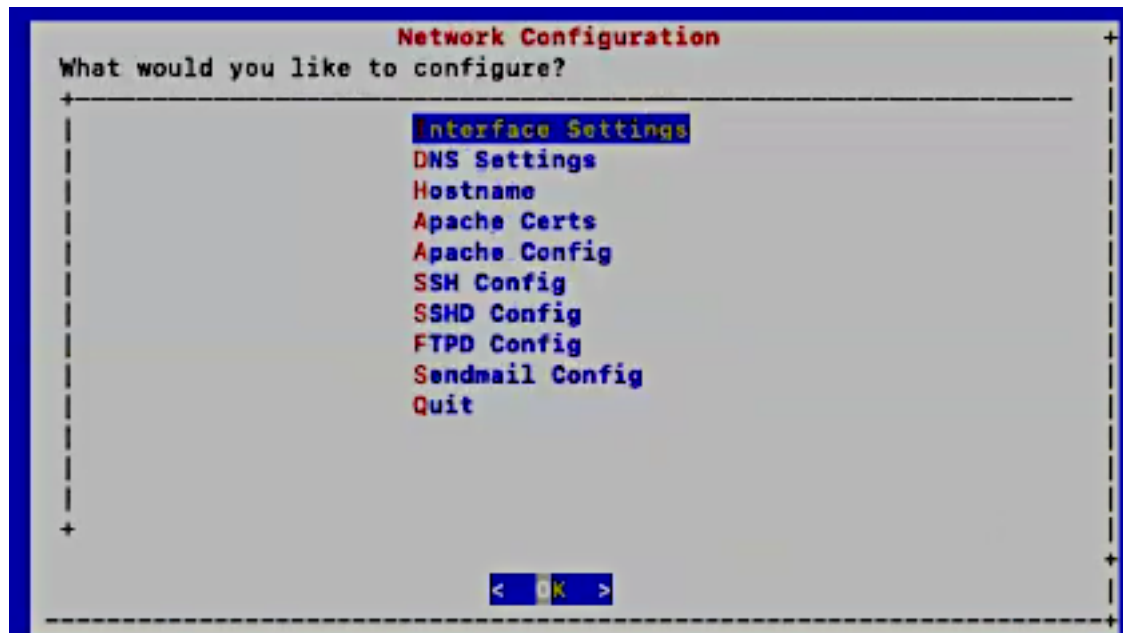 Network Configuration
What would you like to configure?
Interface Settings
DNS Settings
Hostname
Apache Certs
Apache Config
SSH Config
SSHD Config
FTPD Config
Sendmail Config
Quit
< OK >